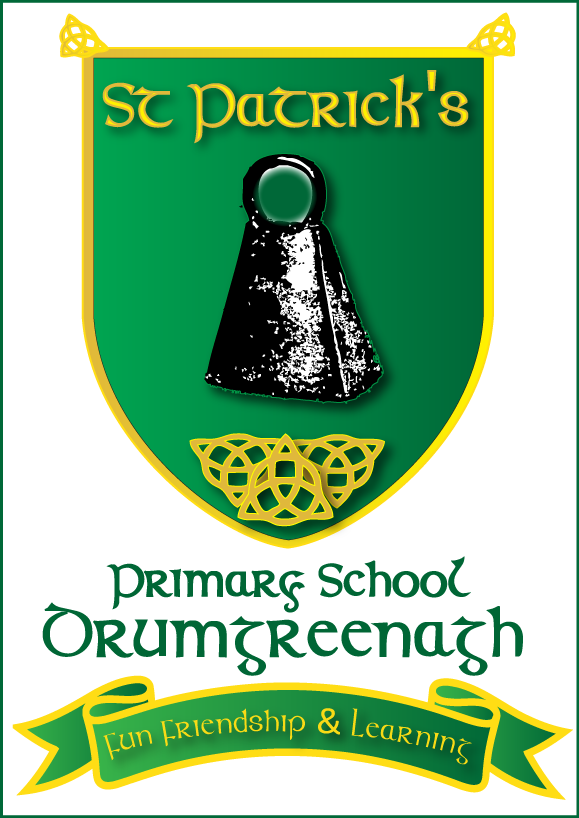 St Patrick's
Primary School
Drumgreenagh
Fun Friendship & Learning